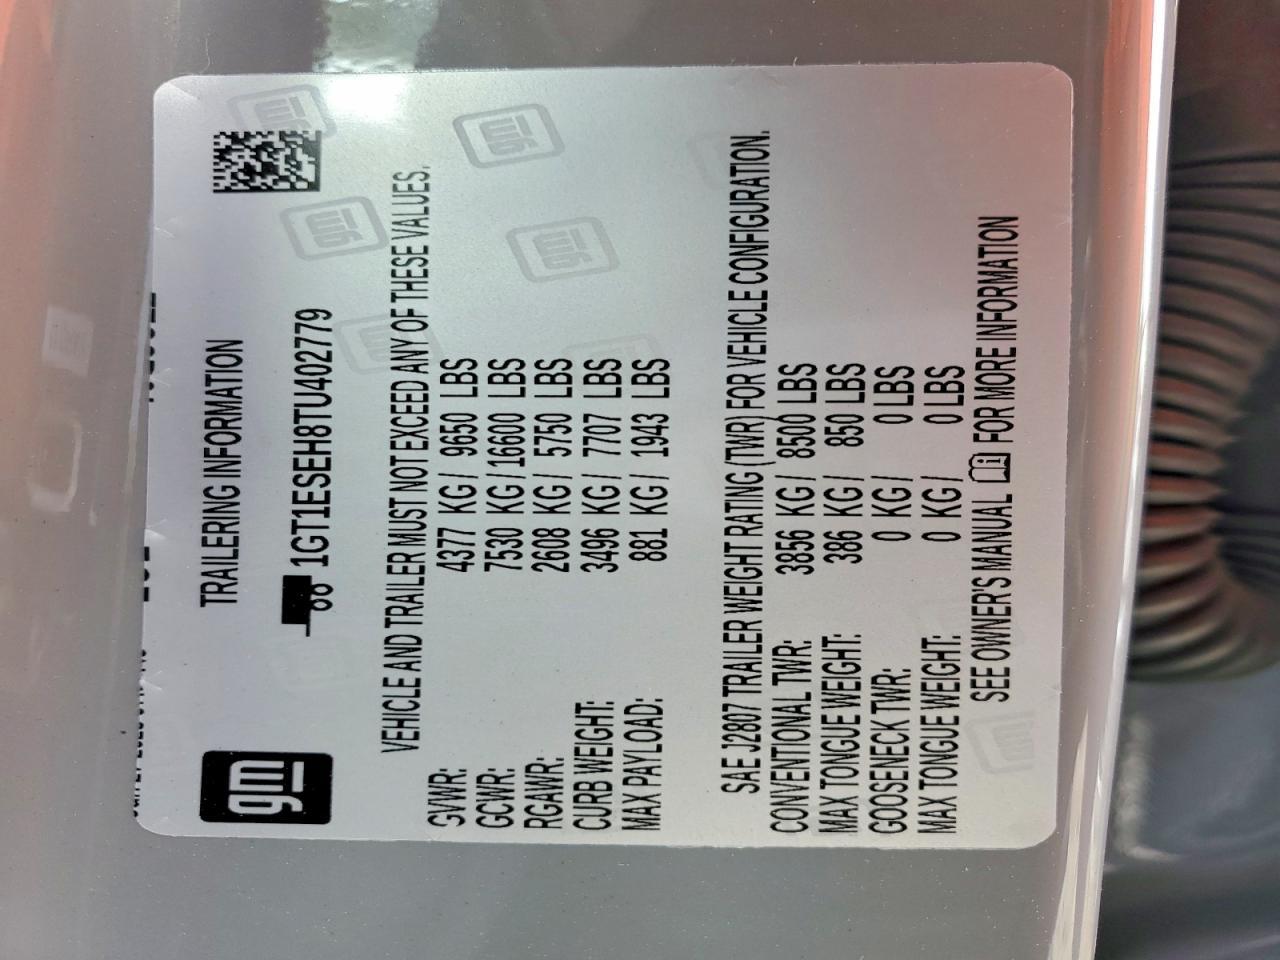 gm
TRAILERING INFORMATION
1GT1ESEH8TU402779
VEHICLE AND TRAILER MUST NOT EXCEED ANY OF THESE VALUES.
GVWR: 4377 KG / 9650 LBS
GCWR: 7530 KG / 16600 LBS
RGAWR: 2608 KG / 5750 LBS
CURB WEIGHT: 3496 KG / 7707 LBS
MAX PAYLOAD: 881 KG / 1943 LBS
SAE J2807 TRAILER WEIGHT RATING (TWR) FOR VEHICLE CONFIGURATION.
CONVENTIONAL TWR: 3856 KG / 8500 LBS
MAX TONGUE WEIGHT: 386 KG / 850 LBS
GOOSENECK TWR: 0 KG / 0 LBS
MAX TONGUE WEIGHT: 0 KG / 0 LBS
SEE OWNER'S MANUAL FOR MORE INFORMATION